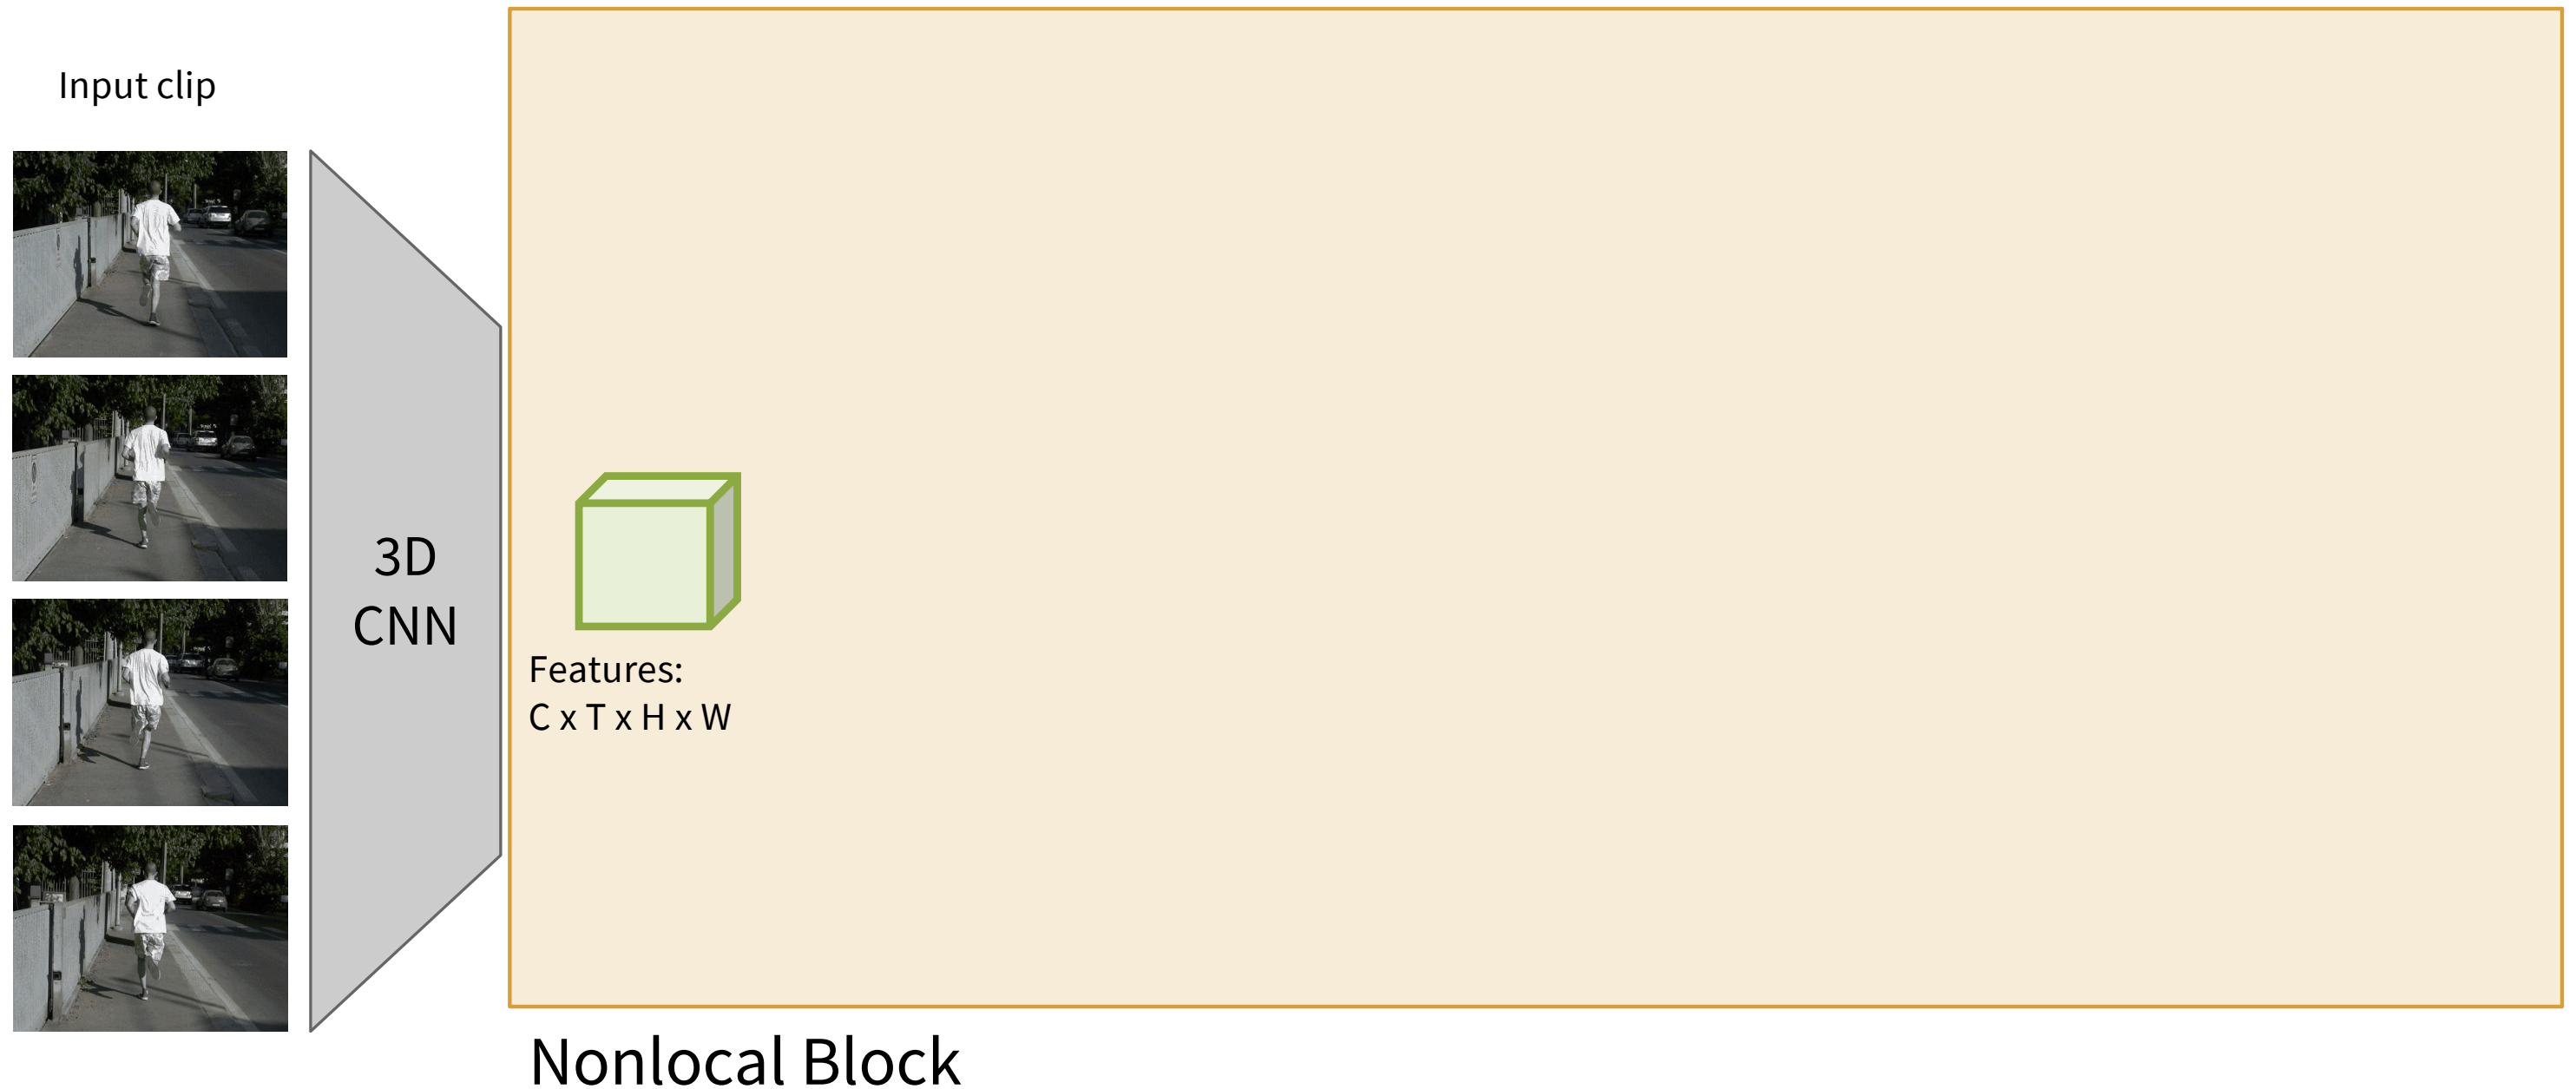 Input clip
3D
CNN
Features:
C x T x H x W
Nonlocal Block